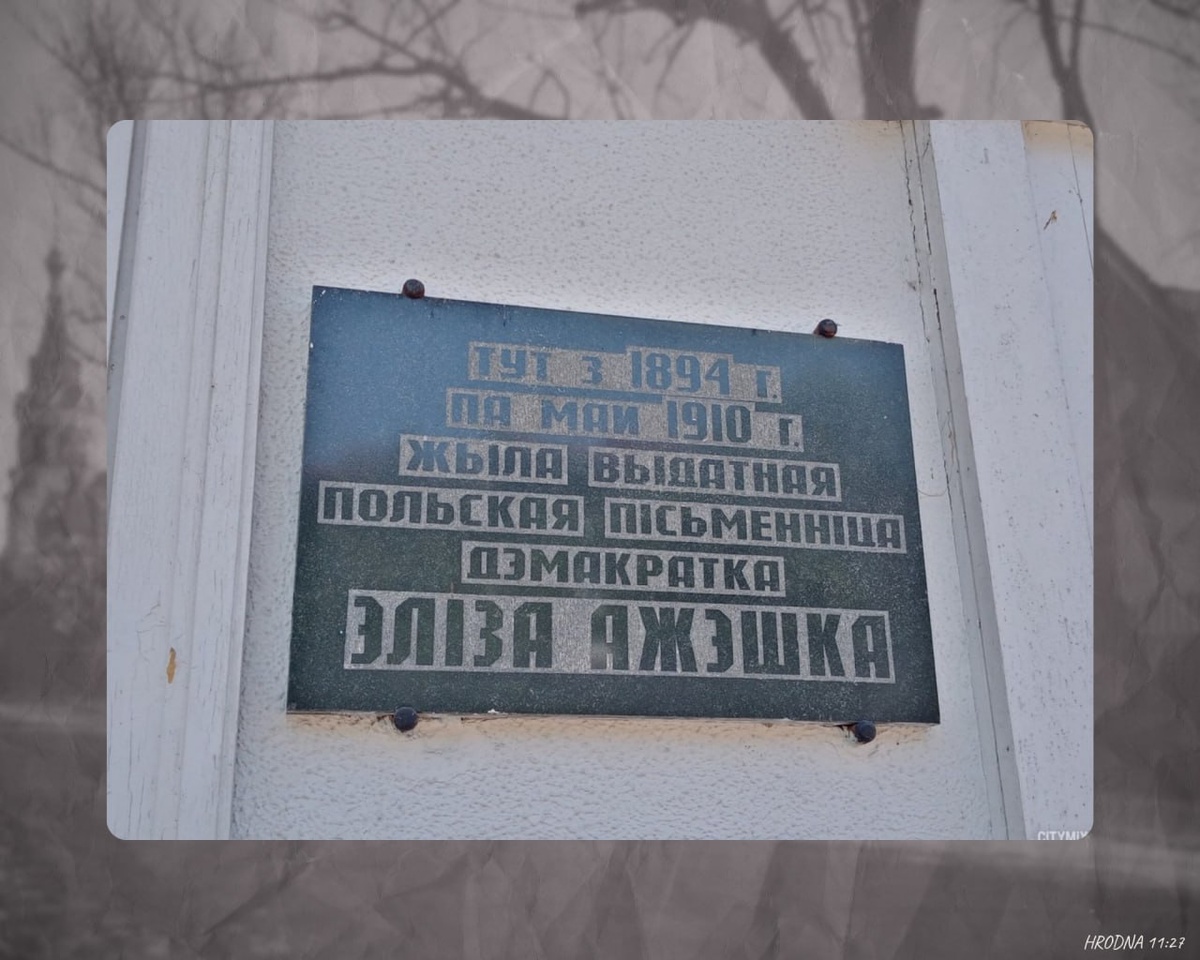 ТУТ З 1894 Г.
ПА МАЙ 1910 Г.
ЖЫЛА ВЫДАТНАЯ
ПОЛЬСКАЯ ПІСЬМЕННІЦА
ДЭМАКРАТКА
ЭЛІЗА АЖЭШКА
CITYMIX
HRODNA 11:27